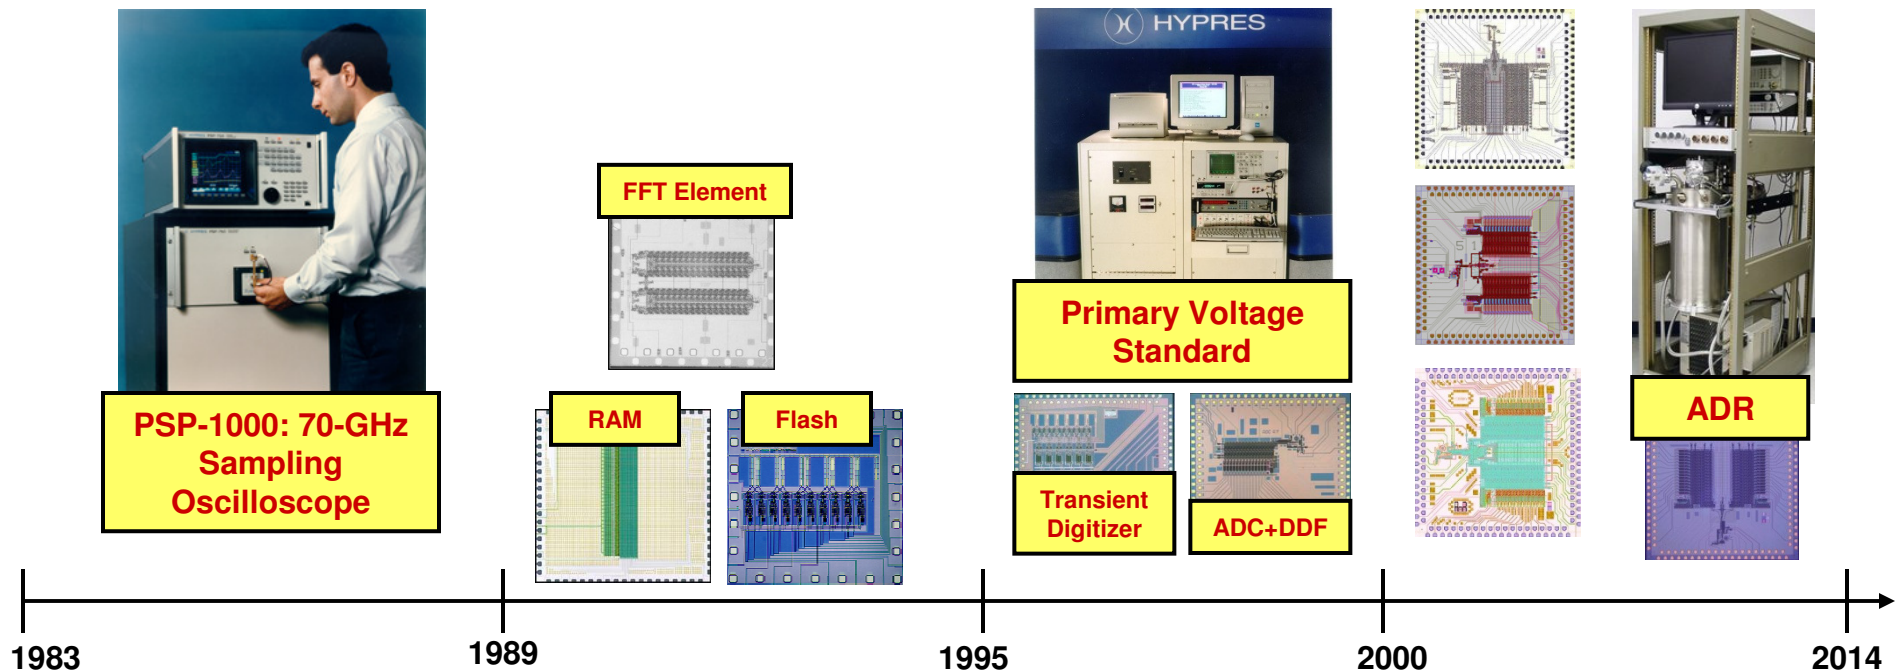 HYPRES
FFT Element
RAM
Flash
PSP-1000: 70-GHz
Sampling
Oscilloscope
Primary Voltage
Standard
Transient
Digitizer
ADC+DDF
ADR
1983
1989
1995
2000
2014